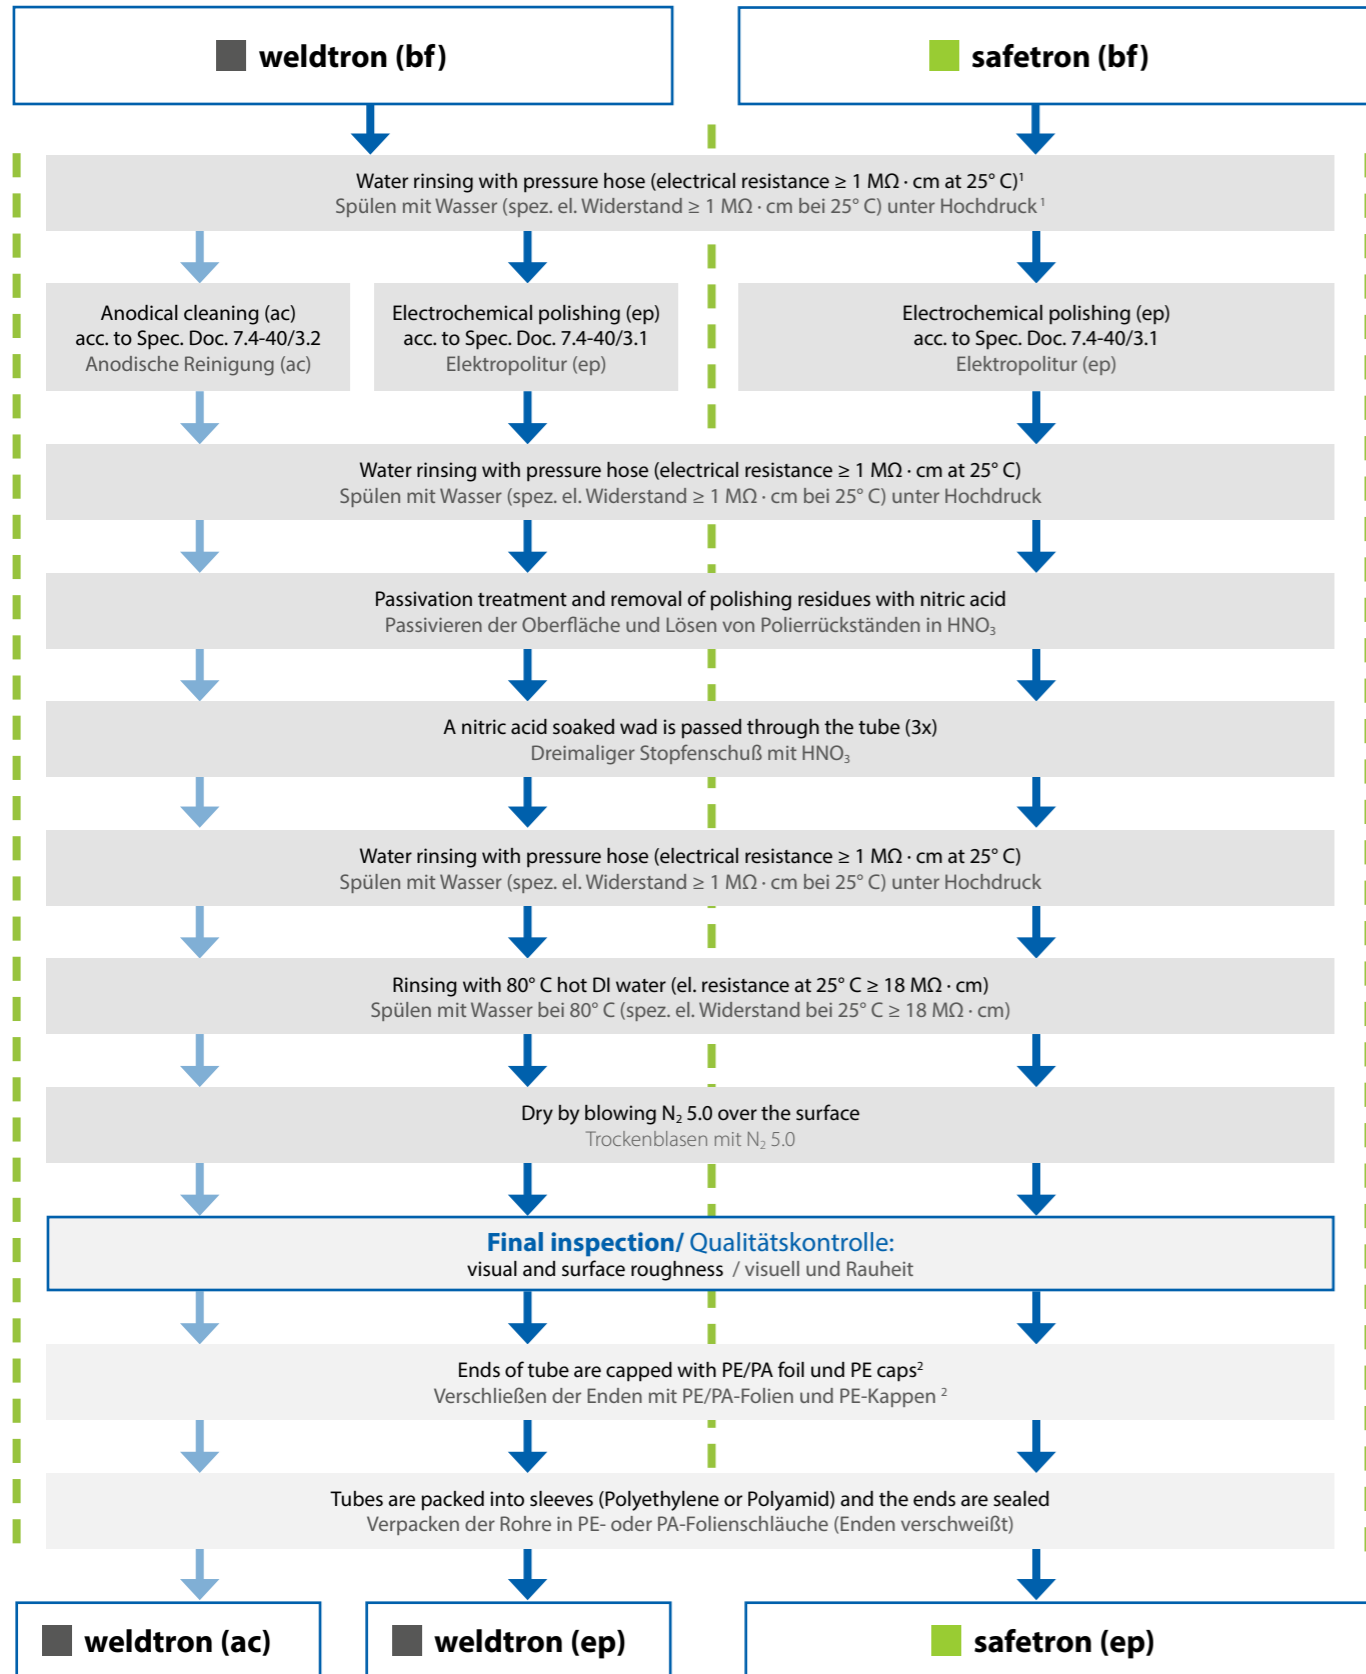 weldtron (bf)
safetron (bf)
Water rinsing with pressure hose (electrical resistance ≥ 1 MΩ · cm at 25° C)¹
Spülen mit Wasser (spez. el. Widerstand ≥ 1 MΩ · cm bei 25° C) unter Hochdruck ¹
Anodical cleaning (ac)
acc. to Spec. Doc. 7.4-40/3.2
Anodische Reinigung (ac)
Electrochemical polishing (ep)
acc. to Spec. Doc. 7.4-40/3.1
Elektropolitur (ep)
Electrochemical polishing (ep)
acc. to Spec. Doc. 7.4-40/3.1
Elektropolitur (ep)
Water rinsing with pressure hose (electrical resistance ≥ 1 MΩ · cm at 25° C)
Spülen mit Wasser (spez. el. Widerstand ≥ 1 MΩ · cm bei 25° C) unter Hochdruck
Passivation treatment and removal of polishing residues with nitric acid
Passivieren der Oberfläche und Lösen von Polierrückständen in HNO₃
A nitric acid soaked wad is passed through the tube (3x)
Dreimaliger Stopfenschuß mit HNO₃
Water rinsing with pressure hose (electrical resistance ≥ 1 MΩ · cm at 25° C)
Spülen mit Wasser (spez. el. Widerstand ≥ 1 MΩ · cm bei 25° C) unter Hochdruck
Rinsing with 80° C hot DI water (el. resistance at 25° C ≥ 18 MΩ · cm)
Spülen mit Wasser bei 80° C (spez. el. Widerstand bei 25° C ≥ 18 MΩ · cm)
Dry by blowing N₂ 5.0 over the surface
Trockenblasen mit N₂ 5.0
Final inspection/ Qualitätskontrolle:
visual and surface roughness / visuell und Rauheit
Ends of tube are capped with PE/PA foil und PE caps²
Verschließen der Enden mit PE/PA-Folien und PE-Kappen ²
Tubes are packed into sleeves (Polyethylene or Polyamid) and the ends are sealed
Verpacken der Rohre in PE- oder PA-Folienschläuche (Enden verschweißt)
weldtron (ac)
weldtron (ep)
safetron (ep)